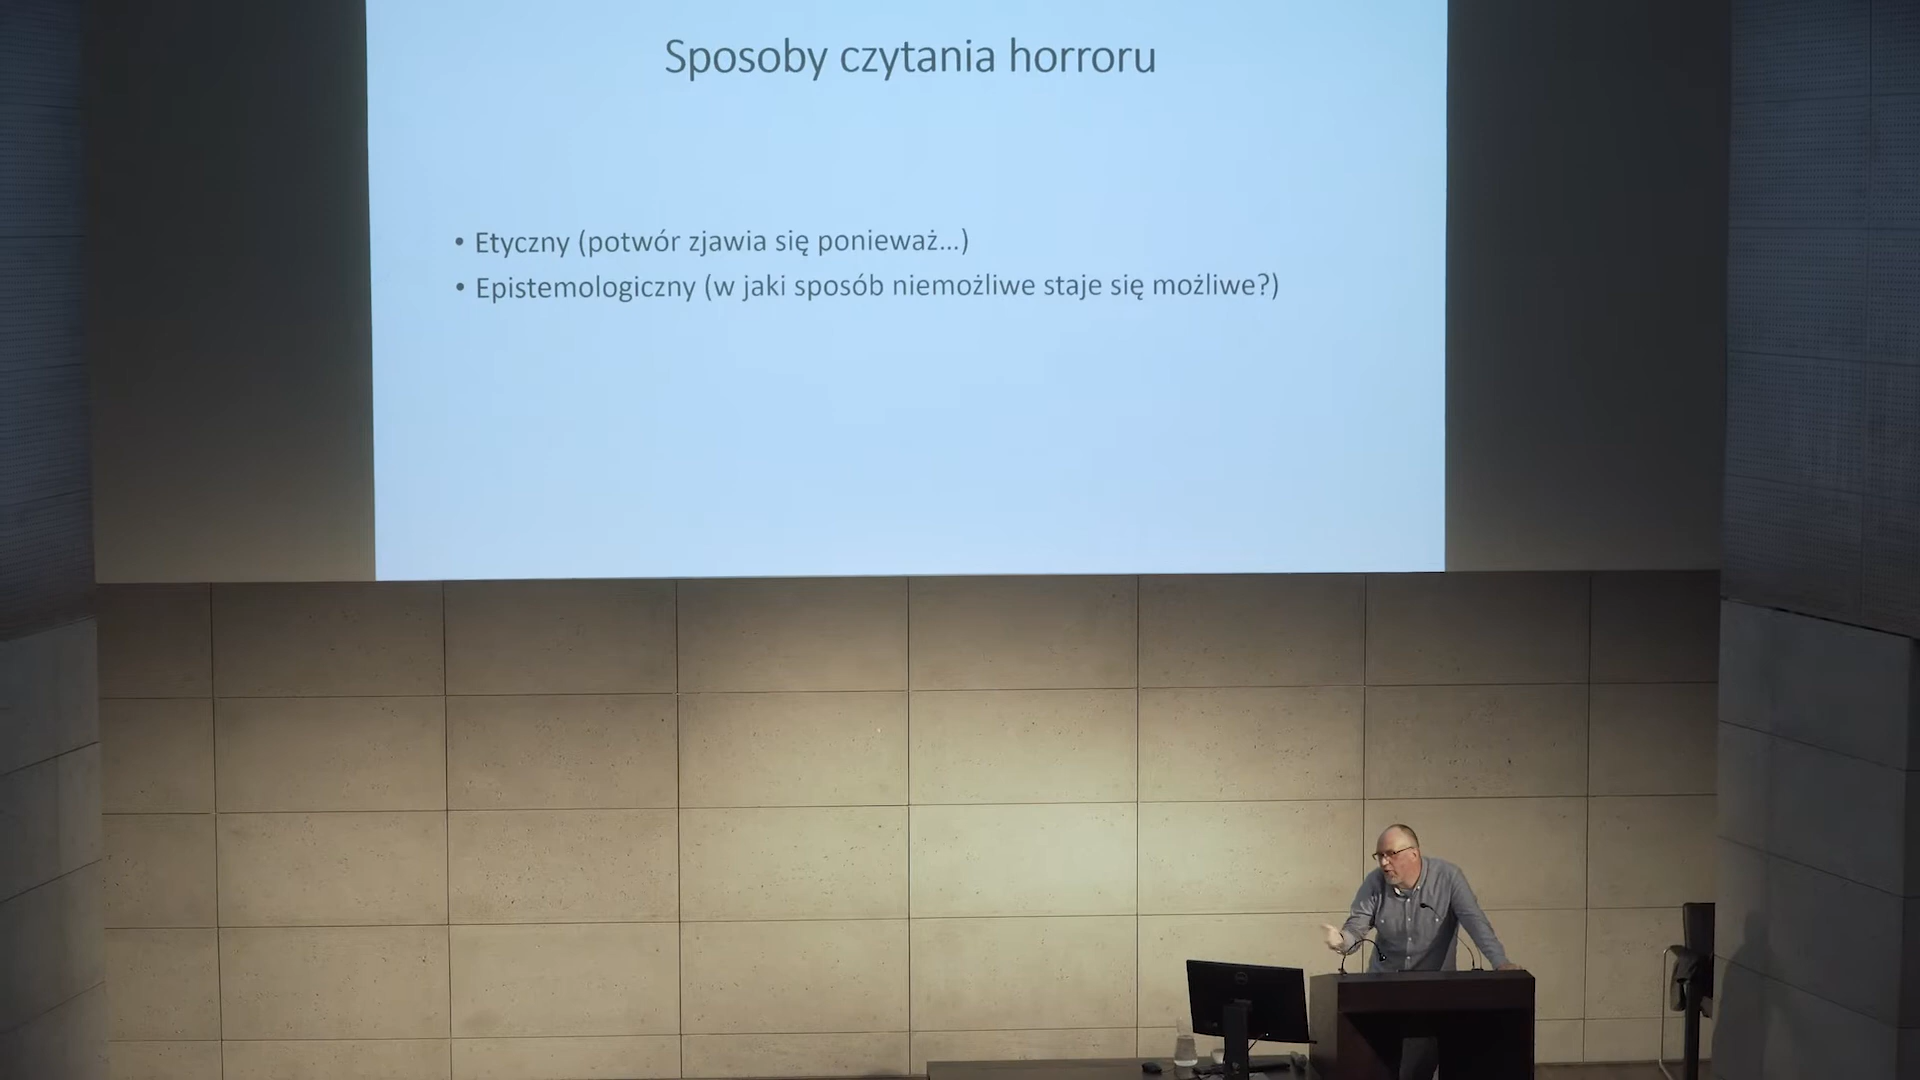 Sposoby czytania horroru
• Etyczny (potwór zjawia się ponieważ...)
• Epistemologiczny (w jaki sposób niemożliwe staje się możliwe?)